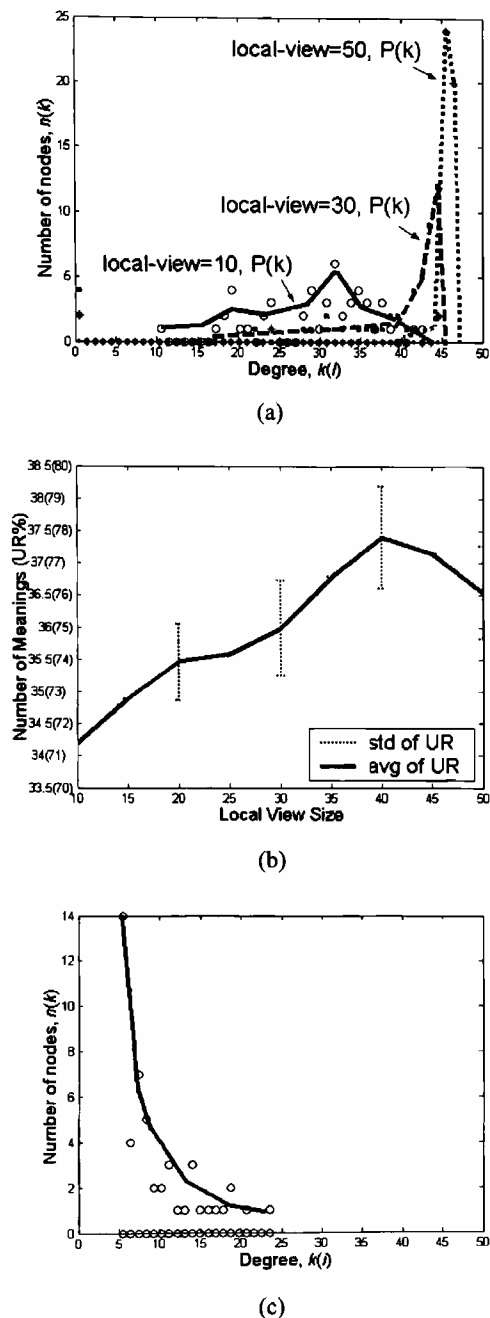 25
local-view=50, P(k)
20
Number of nodes, n(k)
15
local-view=30, P(k)
10
local-view=10, P(k)
5
0
0 5 10 15 20 25 30 35 40 45 50
Degree, k(i)
(a)
38 5(80)
38(79)
37 5(78)
37(77)
36.5(76)
36(75)
35 5(74)
35(73)
34 5(72)
34(71)
33.5(70)
Number of Meanings (UR%)
std of UR
avg of UR
10 15 20 25 30 35 40 45 50
Local View Size
(b)
14
12
10
8
6
4
2
0
Number of nodes, n(k)
0 5 10 15 20 25 30 35 40 45 50
Degree, k(i)
(c)